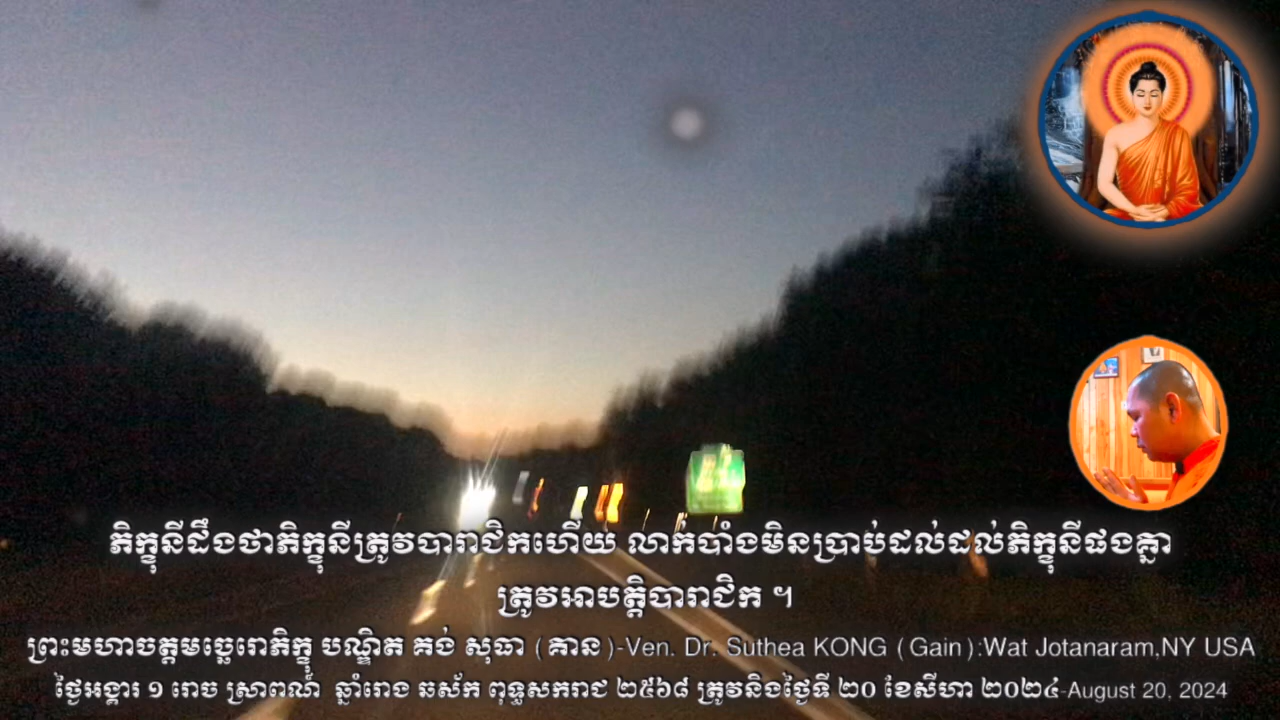 ភិក្ខុនីដឹងថាភិក្ខុនីត្រូវបារាជិកហើយ លាក់បាំងមិនប្រាប់ដល់ដល់ភិក្ខុនីផងគ្នា
ត្រូវអាបត្តិបារាជិក ។
ព្រះមហាចត្តមច្ឆេរោភិក្ខុ បណ្ឌិត គង់ សុធា (គាន)-Ven. Dr. Suthea KONG (Gain):Wat Jotanaram,NY USA
ថ្ងៃអង្គារ ១ រោច ស្រាពណ៍ ឆ្នាំរោង ឆស័ក ពុទ្ធសករាជ ២៥៦៨ ត្រូវនិងថ្ងៃទី ២០ ខែសីហា ២០២៤-August 20, 2024